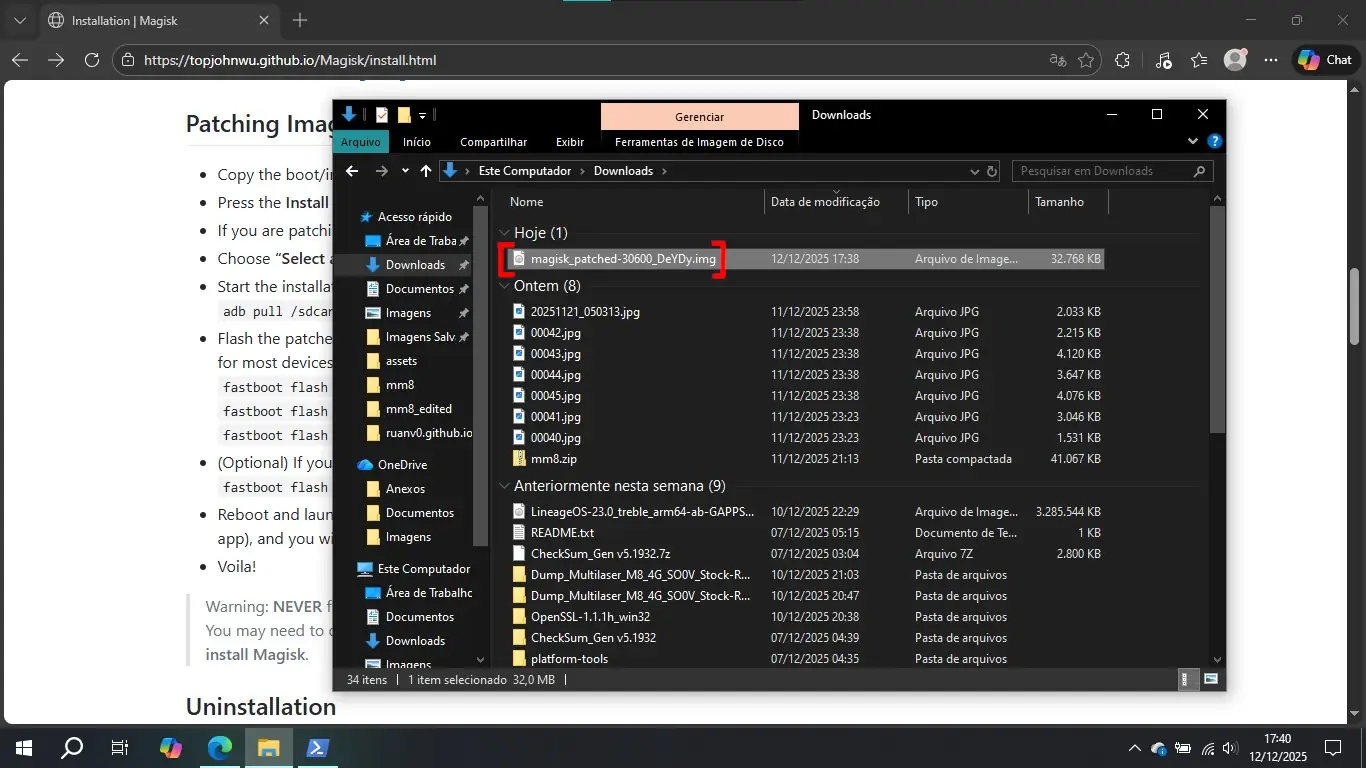 Installation | Magisk
https://topjohnwu.github.io/Magisk/install.html
Chat
Patching Imag
Copy the boot/in
Press the Install
If you are patchi
Choose “Select a
Start the installa
adb pull /sdcar
Flash the patche
for most devices
fastboot flash
fastboot flash
fastboot flash
(Optional) If you
fastboot flash
Reboot and laun
app), and you wi
Voila!
Warning: NEVER f
You may need to
install Magisk.
Uninstallation
Gerenciar
Downloads
Arquivo
Início
Compartilhar
Exibir
Ferramentas de Imagem de Disco
Este Computador
Downloads
Pesquisar em Downloads
Acesso rápido
Área de Traba
Downloads
Documentos
Imagens
Imagens Salv
assets
mm8
mm8_edited
ruanv0.github.io
OneDrive
Anexos
Documentos
Imagens
Este Computador
Área de Trabalho
Documentos
Downloads
Imagens
Nome Data de modificação Tipo Tamanho
Hoje (1)
magisk_patched-30600_DeYDy.img 12/12/2025 17:38 Arquivo de Image... 32.768 KB
Ontem (8)
20251121_050313.jpg 11/12/2025 23:58 Arquivo JPG 2.033 KB
00042.jpg 11/12/2025 23:38 Arquivo JPG 2.215 KB
00043.jpg 11/12/2025 23:38 Arquivo JPG 4.120 KB
00044.jpg 11/12/2025 23:38 Arquivo JPG 3.647 KB
00045.jpg 11/12/2025 23:38 Arquivo JPG 4.076 KB
00041.jpg 11/12/2025 23:23 Arquivo JPG 3.046 KB
00040.jpg 11/12/2025 23:23 Arquivo JPG 1.531 KB
mm8.zip 11/12/2025 21:13 Pasta compactada 41.067 KB
Anteriormente nesta semana (9)
LineageOS-23.0_treble_arm64-ab-GAPPS... 10/12/2025 22:29 Arquivo de Image... 3.285.544 KB
README.txt 07/12/2025 05:15 Documento de Te... 1 KB
CheckSum_Gen v5.1932.7z 07/12/2025 03:04 Arquivo 7Z 2.800 KB
Dump_Multilaser_M8_4G_SO0V_Stock-R... 10/12/2025 21:03 Pasta de arquivos
Dump_Multilaser_M8_4G_SO0V_Stock-R... 10/12/2025 20:47 Pasta de arquivos
OpenSSL-1.1.1h_win32 10/12/2025 20:38 Pasta de arquivos
CheckSum_Gen v5.1932 07/12/2025 04:39 Pasta de arquivos
platform-tools 07/12/2025 04:35 Pasta de arquivos
34 itens 1 item selecionado 32,0 MB
17:40
12/12/2025